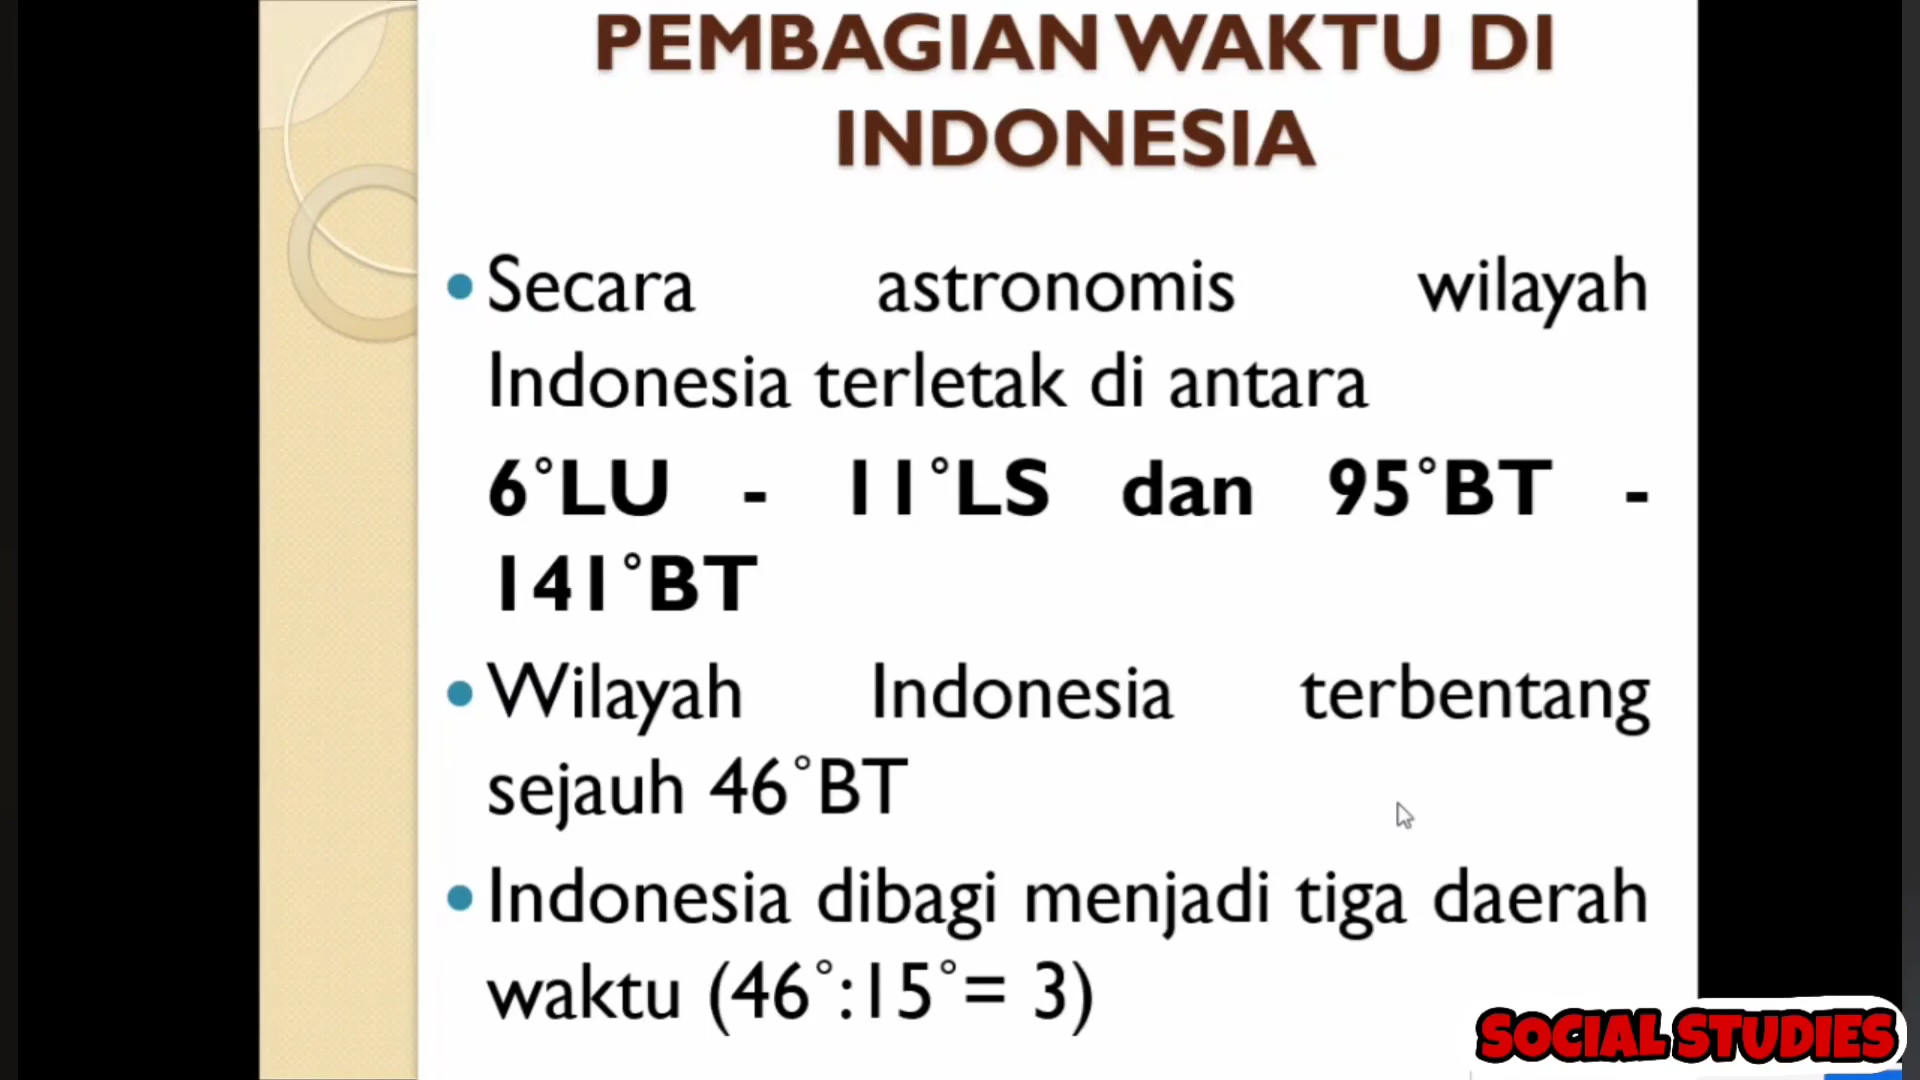 PEMBAGIAN WAKTU DI
INDONESIA
• Secara astronomis wilayah
Indonesia terletak di antara
6°LU - 11°LS dan 95°BT -
141°BT
• Wilayah Indonesia terbentang
sejauh 46°BT
• Indonesia dibagi menjadi tiga daerah
waktu (46°:15°= 3)
SOCIAL STUDIES